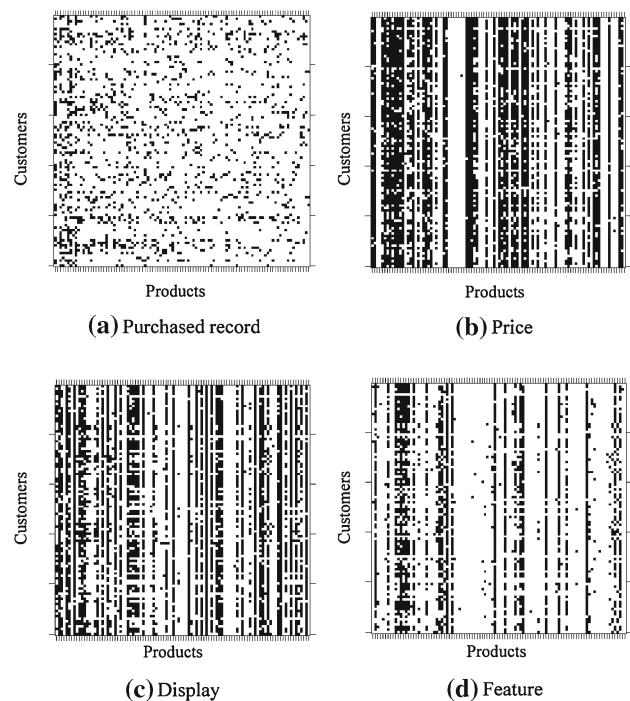 Customers
Products
(a) Purchased record
Customers
Products
(b) Price
Customers
Products
(c) Display
Customers
Products
(d) Feature